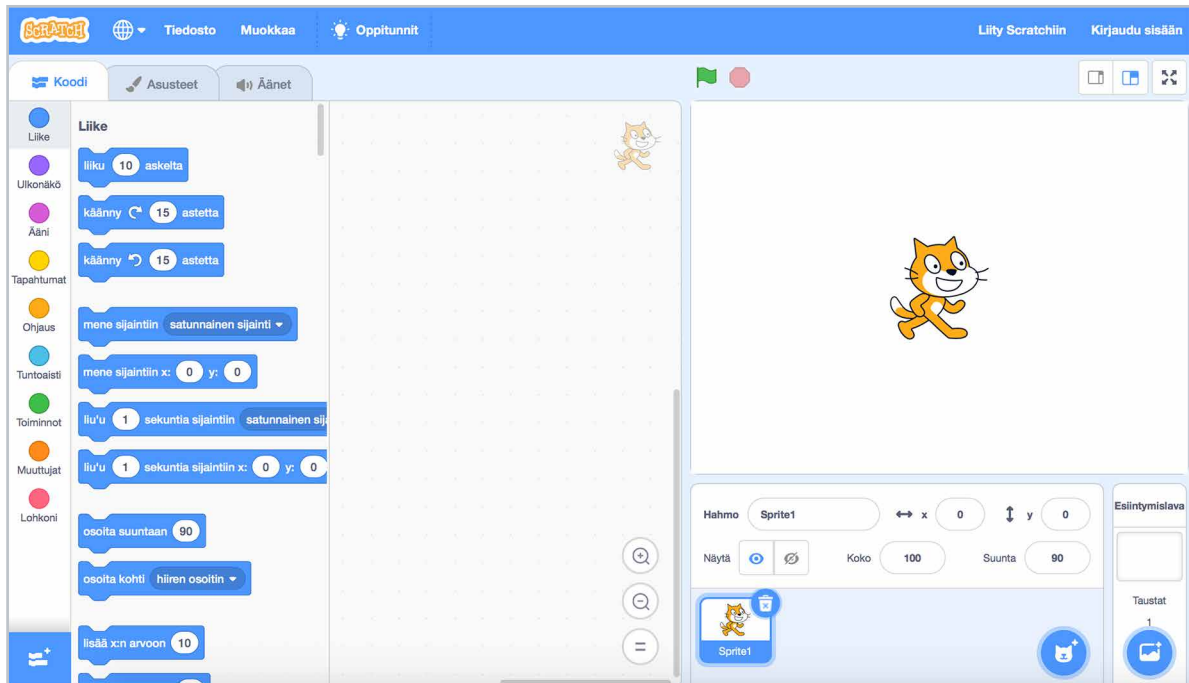 SCRATCH Tiedosto Muokkaa Oppitunnit Liity Scratchiin Kirjaudu sisään
Koodi Asusteet Äänet
Liike
Ulkonäkö
Ääni
Tapahtumat
Ohjaus
Tuntoaisti
Toiminnot
Muuttujat
Lohkoni
Liike
liiku 10 askelta
käänny 15 astetta
käänny 15 astetta
mene sijaintiin satunnainen sijainti
mene sijaintiin x: 0 y: 0
liu'u 1 sekuntia sijaintiin satunnainen sij
liu'u 1 sekuntia sijaintiin x: 0 y: 0
osoita suuntaan 90
osoita kohti hiiren osoitin
lisää x:n arvoon 10
Hahmo Sprite1 x 0 y 0
Näytä Koko 100 Suunta 90
Sprite1
Esiintymislava
Taustat
1